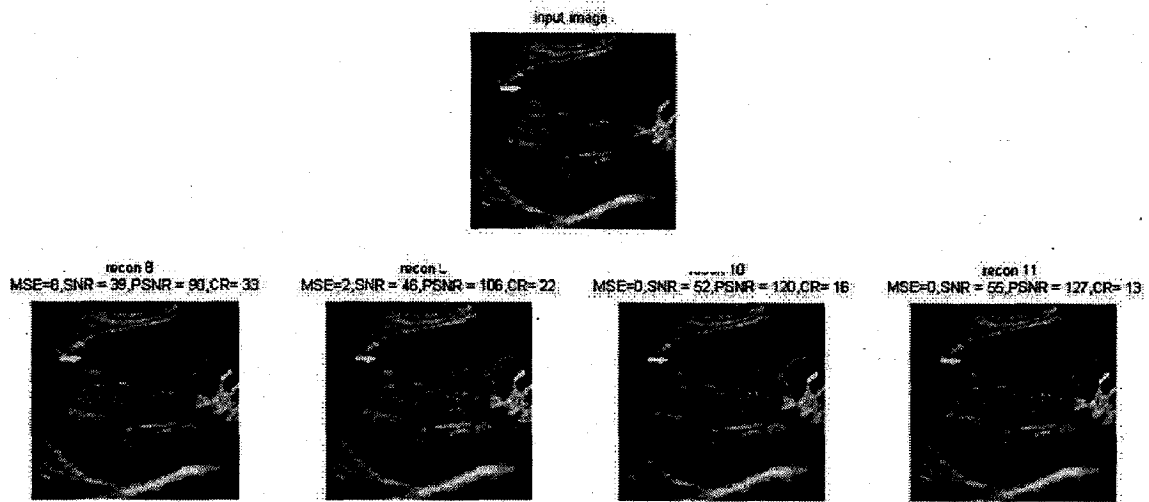 input image
recon 8
MSE=8,SNR = 39,PSNR = 90,CR= 33
recon
MSE=2,SNR = 46,PSNR = 106,CR= 22
10
MSE=0,SNR = 52,PSNR = 120,CR= 16
recon 11
MSE=0,SNR = 55,PSNR = 127,CR= 13